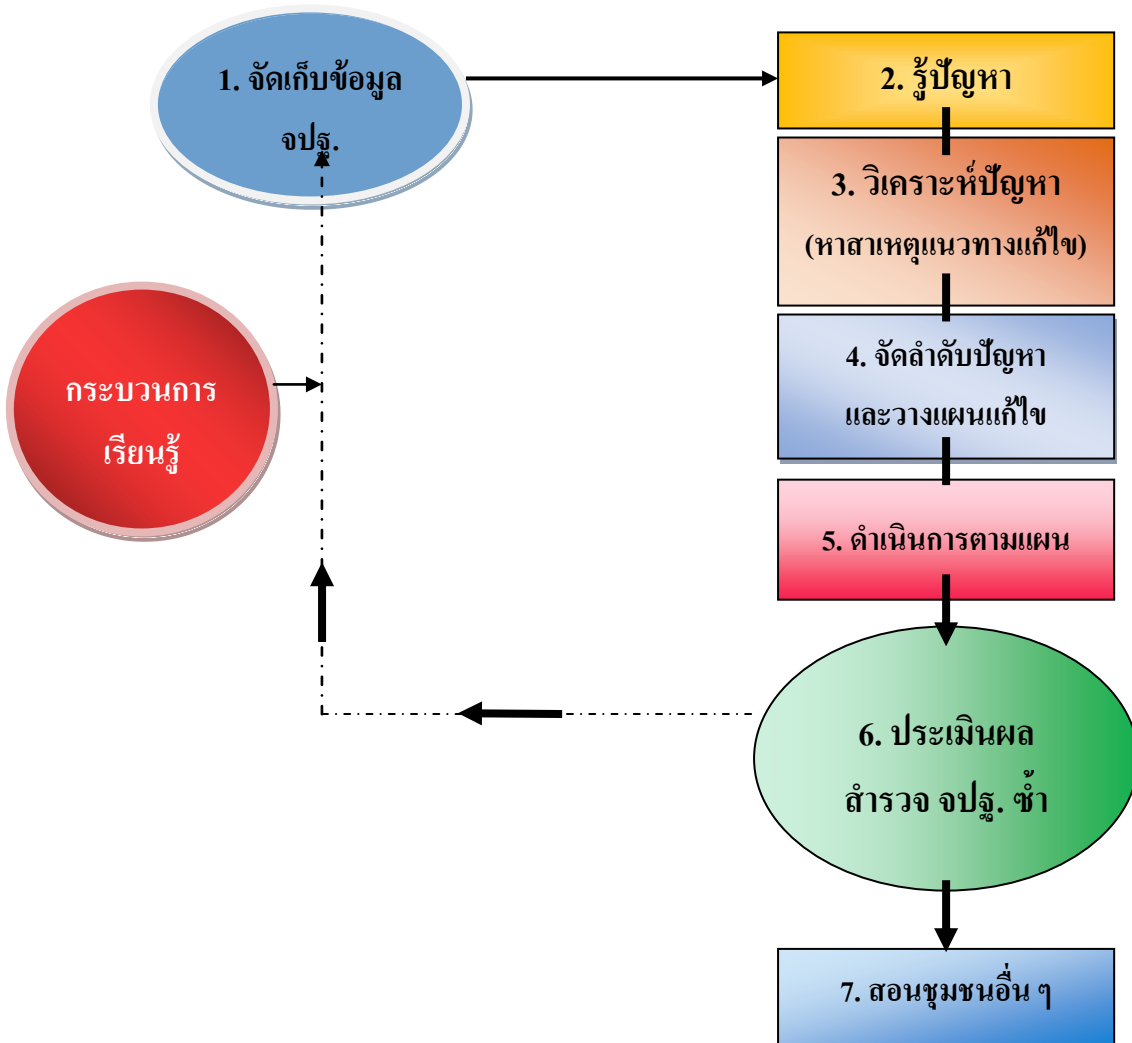 1. จัดเก็บข้อมูล
จปฐ.
2. รู้ปัญหา
3. วิเคราะห์ปัญหา
(หาสาเหตุแนวทางแก้ไข)
4. จัดลำดับปัญหา
และวางแผนแก้ไข
5. ดำเนินการตามแผน
6. ประเมินผล
สำรวจ จปฐ. ซ้ำ
7. สอนชุมชนอื่น ๆ
กระบวนการ
เรียนรู้